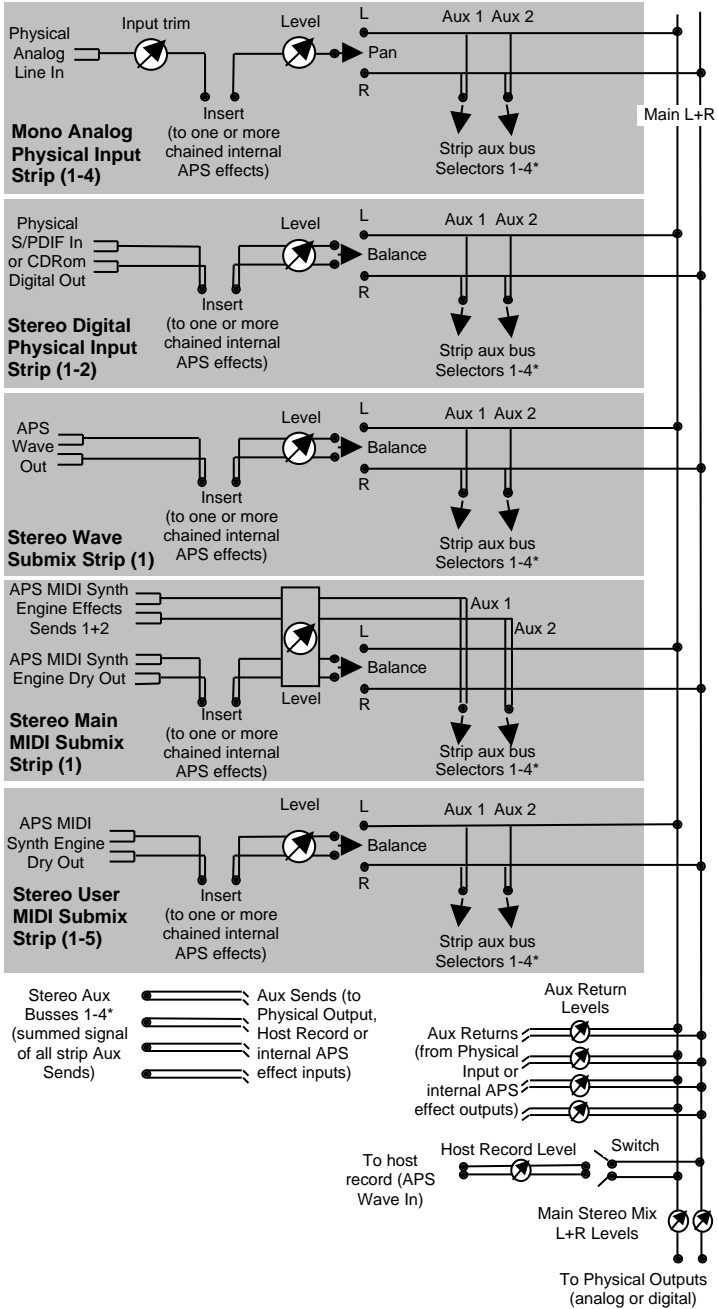 Physical
Analog
Line In
Input trim
Level
L
Pan
R
Aux 1 Aux 2
Main L+R
Insert
(to one or more
chained internal
APS effects)
Strip aux bus
Selectors 1-4*
Mono Analog
Physical Input
Strip (1-4)
Physical
S/PDIF In
or CDRom
Digital Out
Level
L
Balance
R
Aux 1 Aux 2
Insert
(to one or more
chained internal
APS effects)
Strip aux bus
Selectors 1-4*
Stereo Digital
Physical Input
Strip (1-2)
APS
Wave
Out
Level
L
Balance
R
Aux 1 Aux 2
Insert
(to one or more
chained internal
APS effects)
Strip aux bus
Selectors 1-4*
Stereo Wave
Submix Strip (1)
APS MIDI Synth
Engine Effects
Sends 1+2
APS MIDI Synth
Engine Dry Out
Aux 1
Aux 2
L
Balance
R
Level
Insert
(to one or more
chained internal
APS effects)
Strip aux bus
Selectors 1-4*
Stereo Main
MIDI Submix
Strip (1)
APS MIDI
Synth Engine
Dry Out
Level
L
Balance
R
Aux 1 Aux 2
Insert
(to one or more
chained internal
APS effects)
Strip aux bus
Selectors 1-4*
Stereo User
MIDI Submix
Strip (1-5)
Stereo Aux
Busses 1-4*
(summed signal
of all strip Aux
Sends)
Aux Sends (to
Physical Output,
Host Record or
internal APS
effect inputs)
Aux Return
Levels
Aux Returns
(from Physical
Input or
internal APS
effect outputs)
To host
record (APS
Wave In)
Host Record Level
Switch
Main Stereo Mix
L+R Levels
To Physical Outputs
(analog or digital)